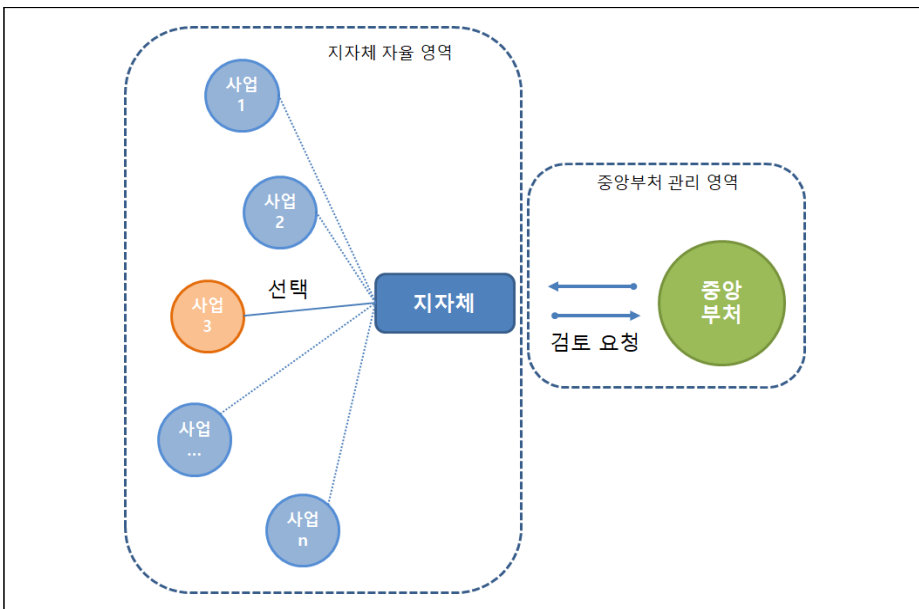 지자체 자율 영역
사업
1
사업
2
선택
사업
3
사업
...
사업
n
지자체
중앙부처 관리 영역
중앙
부처
검토 요청